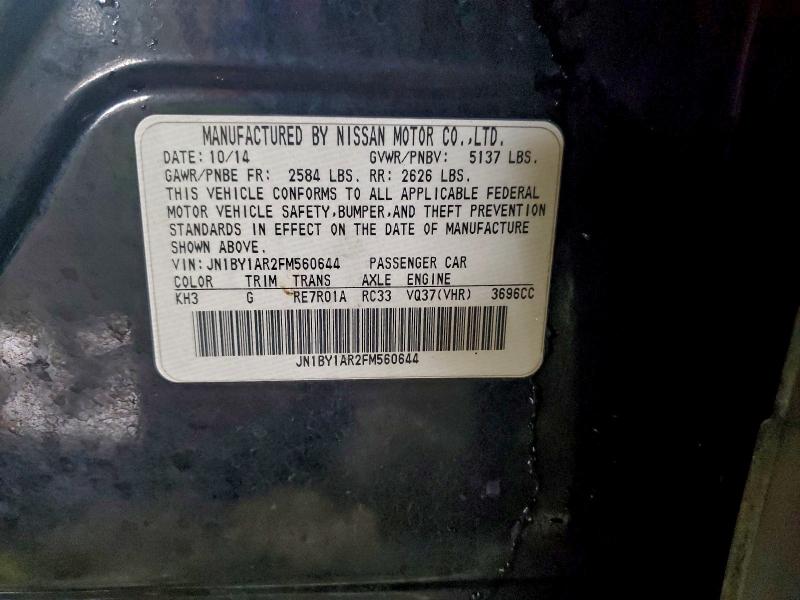 MANUFACTURED BY NISSAN MOTOR CO.,LTD.
DATE: 10/14 GVWR/PNBV: 5137 LBS.
GAWR/PNBE FR: 2584 LBS. RR: 2626 LBS.
THIS VEHICLE CONFORMS TO ALL APPLICABLE FEDERAL
MOTOR VEHICLE SAFETY,BUMPER,AND THEFT PREVENTION
STANDARDS IN EFFECT ON THE DATE OF MANUFACTURE
SHOWN ABOVE.
VIN: JN1BY1AR2FM560644 PASSENGER CAR
COLOR TRIM TRANS AXLE ENGINE
KH3 G RE7R01A RC33 VQ37(VHR) 3696CC
JN1BY1AR2FM560644